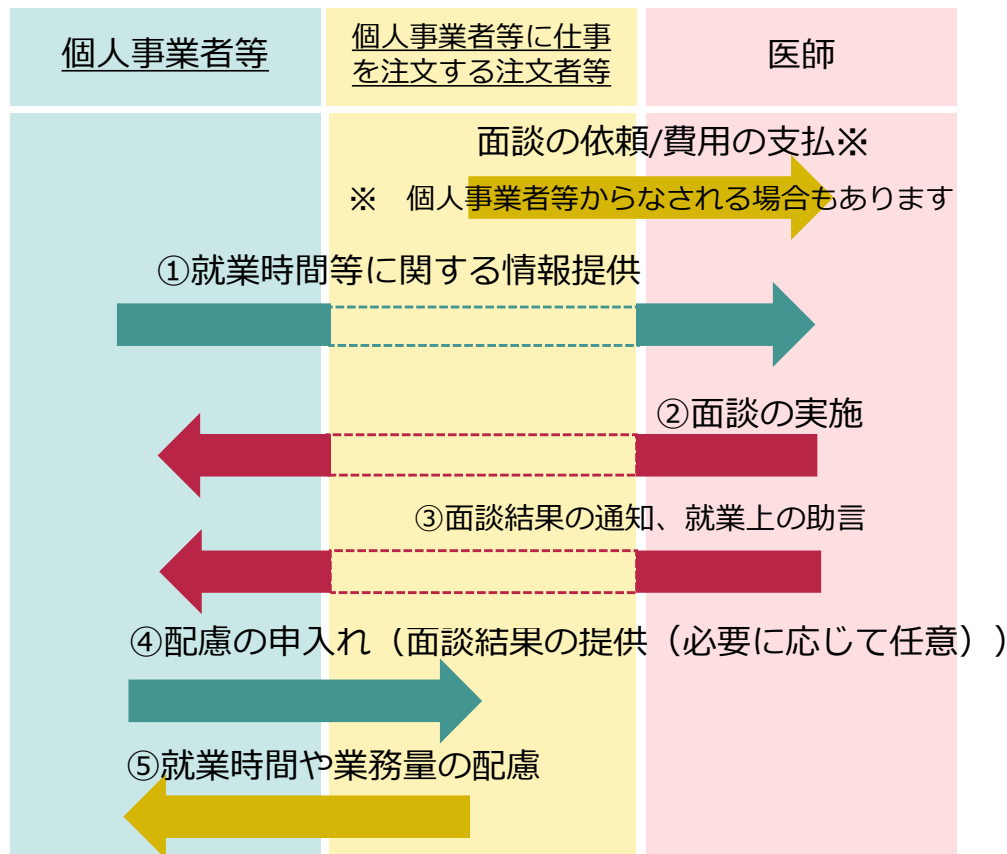 個人事業者等
個人事業者等に仕事
を注文する注文者等
医師
面談の依頼/費用の支払※
※　個人事業者等からなされる場合もあります
①就業時間等に関する情報提供
②面談の実施
③面談結果の通知、就業上の助言
④配慮の申入れ（面談結果の提供（必要に応じて任意））
⑤就業時間や業務量の配慮